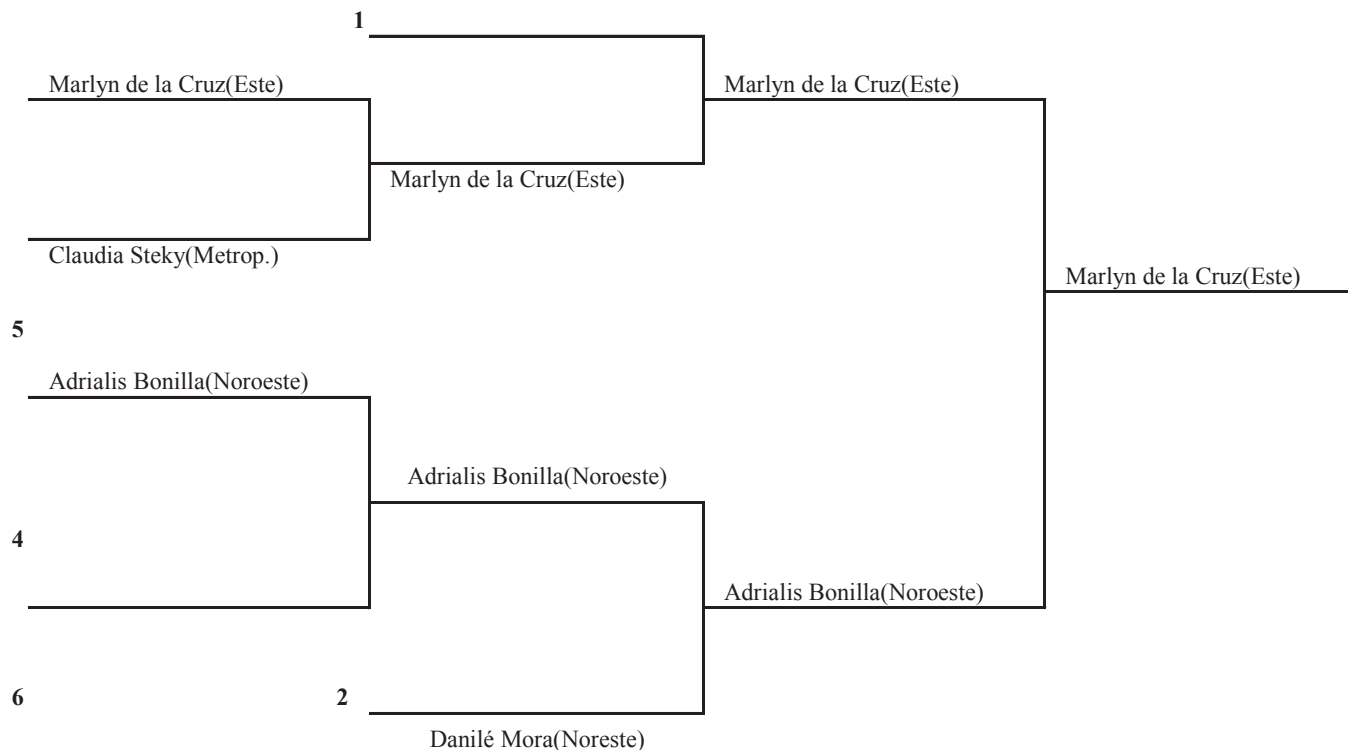 1
Marlyn de la Cruz(Este)
Marlyn de la Cruz(Este)
Marlyn de la Cruz(Este)
Claudia Steky(Metrop.)
Marlyn de la Cruz(Este)
5
Adrialis Bonilla(Noroeste)
Adrialis Bonilla(Noroeste)
4
Adrialis Bonilla(Noroeste)
6
2
Danilé Mora(Noreste)